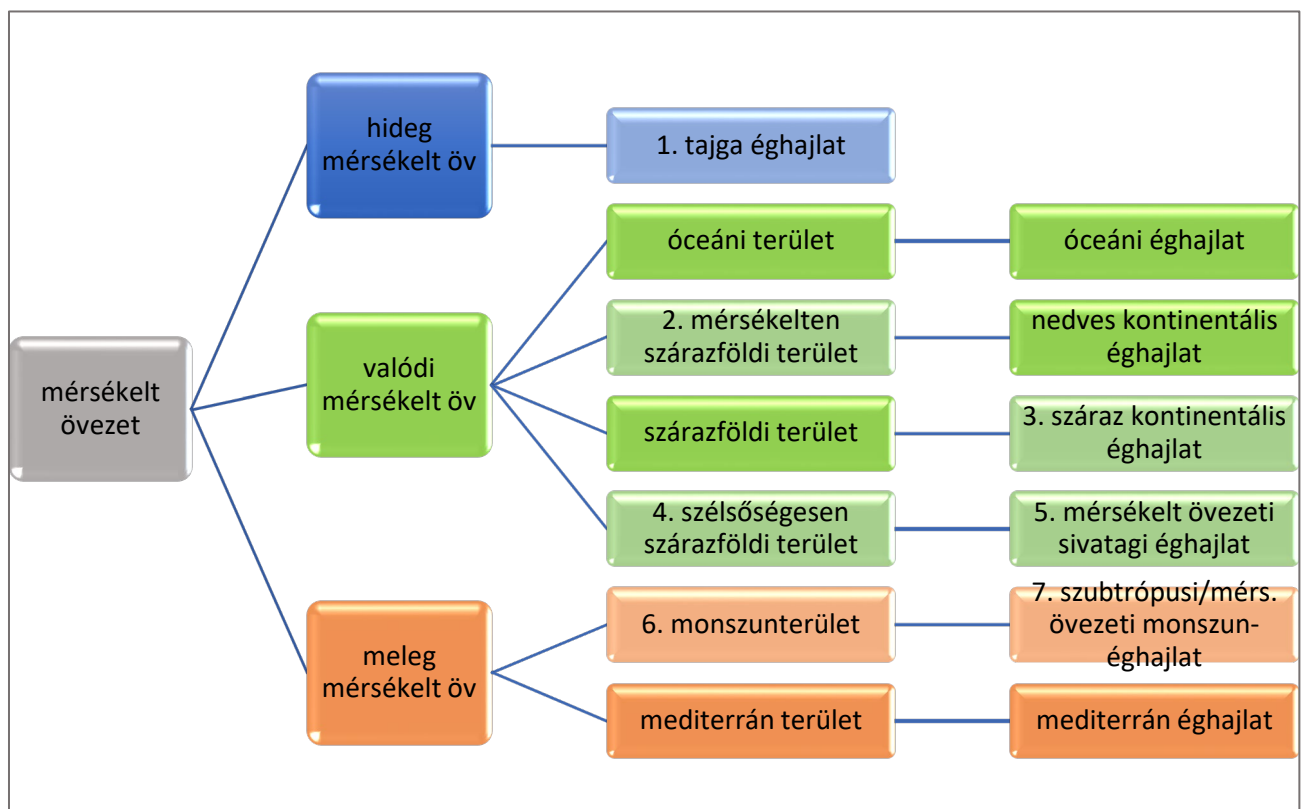 mérsékelt
övezet
hideg
mérsékelt öv
1. tajga éghajlat
valódi
mérsékelt öv
óceáni terület
óceáni éghajlat
2. mérsékelten
szárazföldi terület
nedves kontinentális
éghajlat
szárazföldi terület
3. száraz kontinentális
éghajlat
4. szélsőségesen
szárazföldi terület
5. mérsékelt övezeti
sivatagi éghajlat
meleg
mérsékelt öv
6. monszunterület
7. szubtrópusi/mérs.
övezeti monszun-
éghajlat
mediterrán terület
mediterrán éghajlat